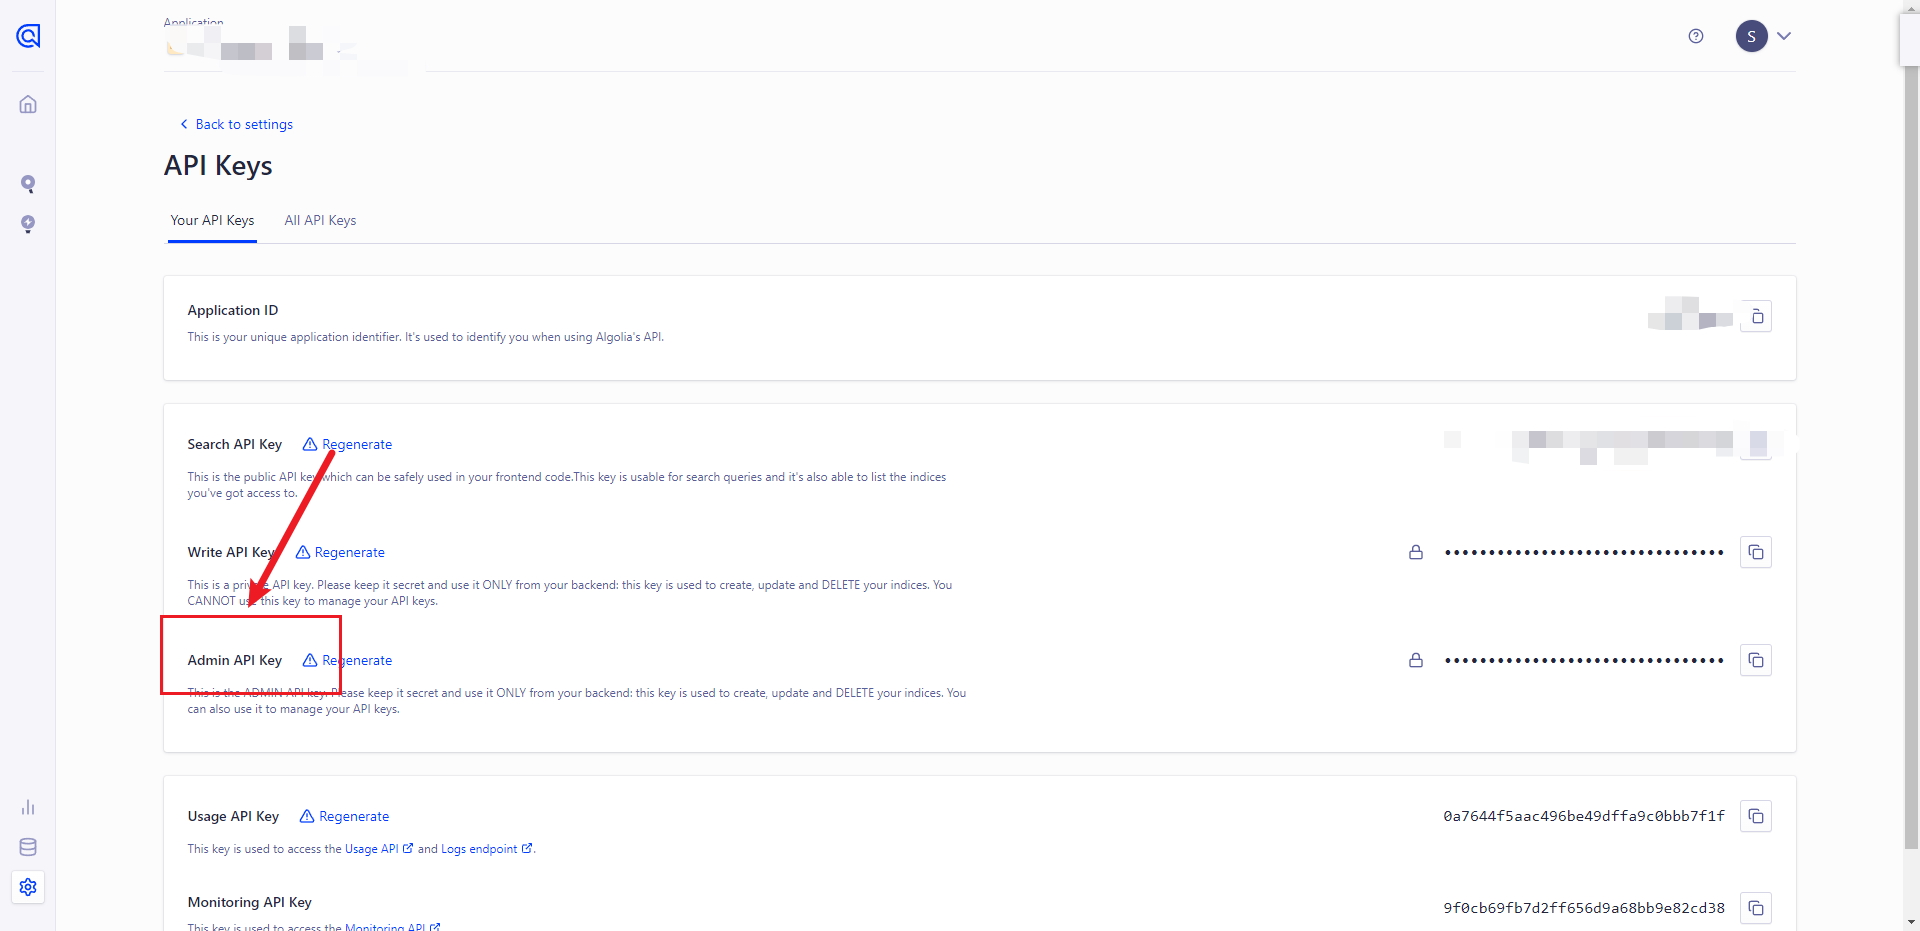 Application
S
Back to settings
API Keys
Your API Keys
All API Keys
Application ID
This is your unique application identifier. It's used to identify you when using Algolia's API.
Search API Key
Regenerate
This is the public API key which can be safely used in your frontend code.This key is usable for search queries and it's also able to list the indices
you've got access to.
Write API Key
Regenerate
This is a private API key. Please keep it secret and use it ONLY from your backend: this key is used to create, update and DELETE your indices. You
CANNOT use this key to manage your API keys.
••••••••••••••••••••••••••••••••
Admin API Key
Regenerate
This is the ADMIN API key. Please keep it secret and use it ONLY from your backend: this key is used to create, update and DELETE your indices. You
can also use it to manage your API keys.
••••••••••••••••••••••••••••••••
Usage API Key
Regenerate
0a7644f5aac496be49dffa9c0bbb7f1f
This key is used to access the Usage API and Logs endpoint.
Monitoring API Key
9f0cb69fb7d2ff656d9a68bb9e82cd38
This key is used to access the Monitoring API